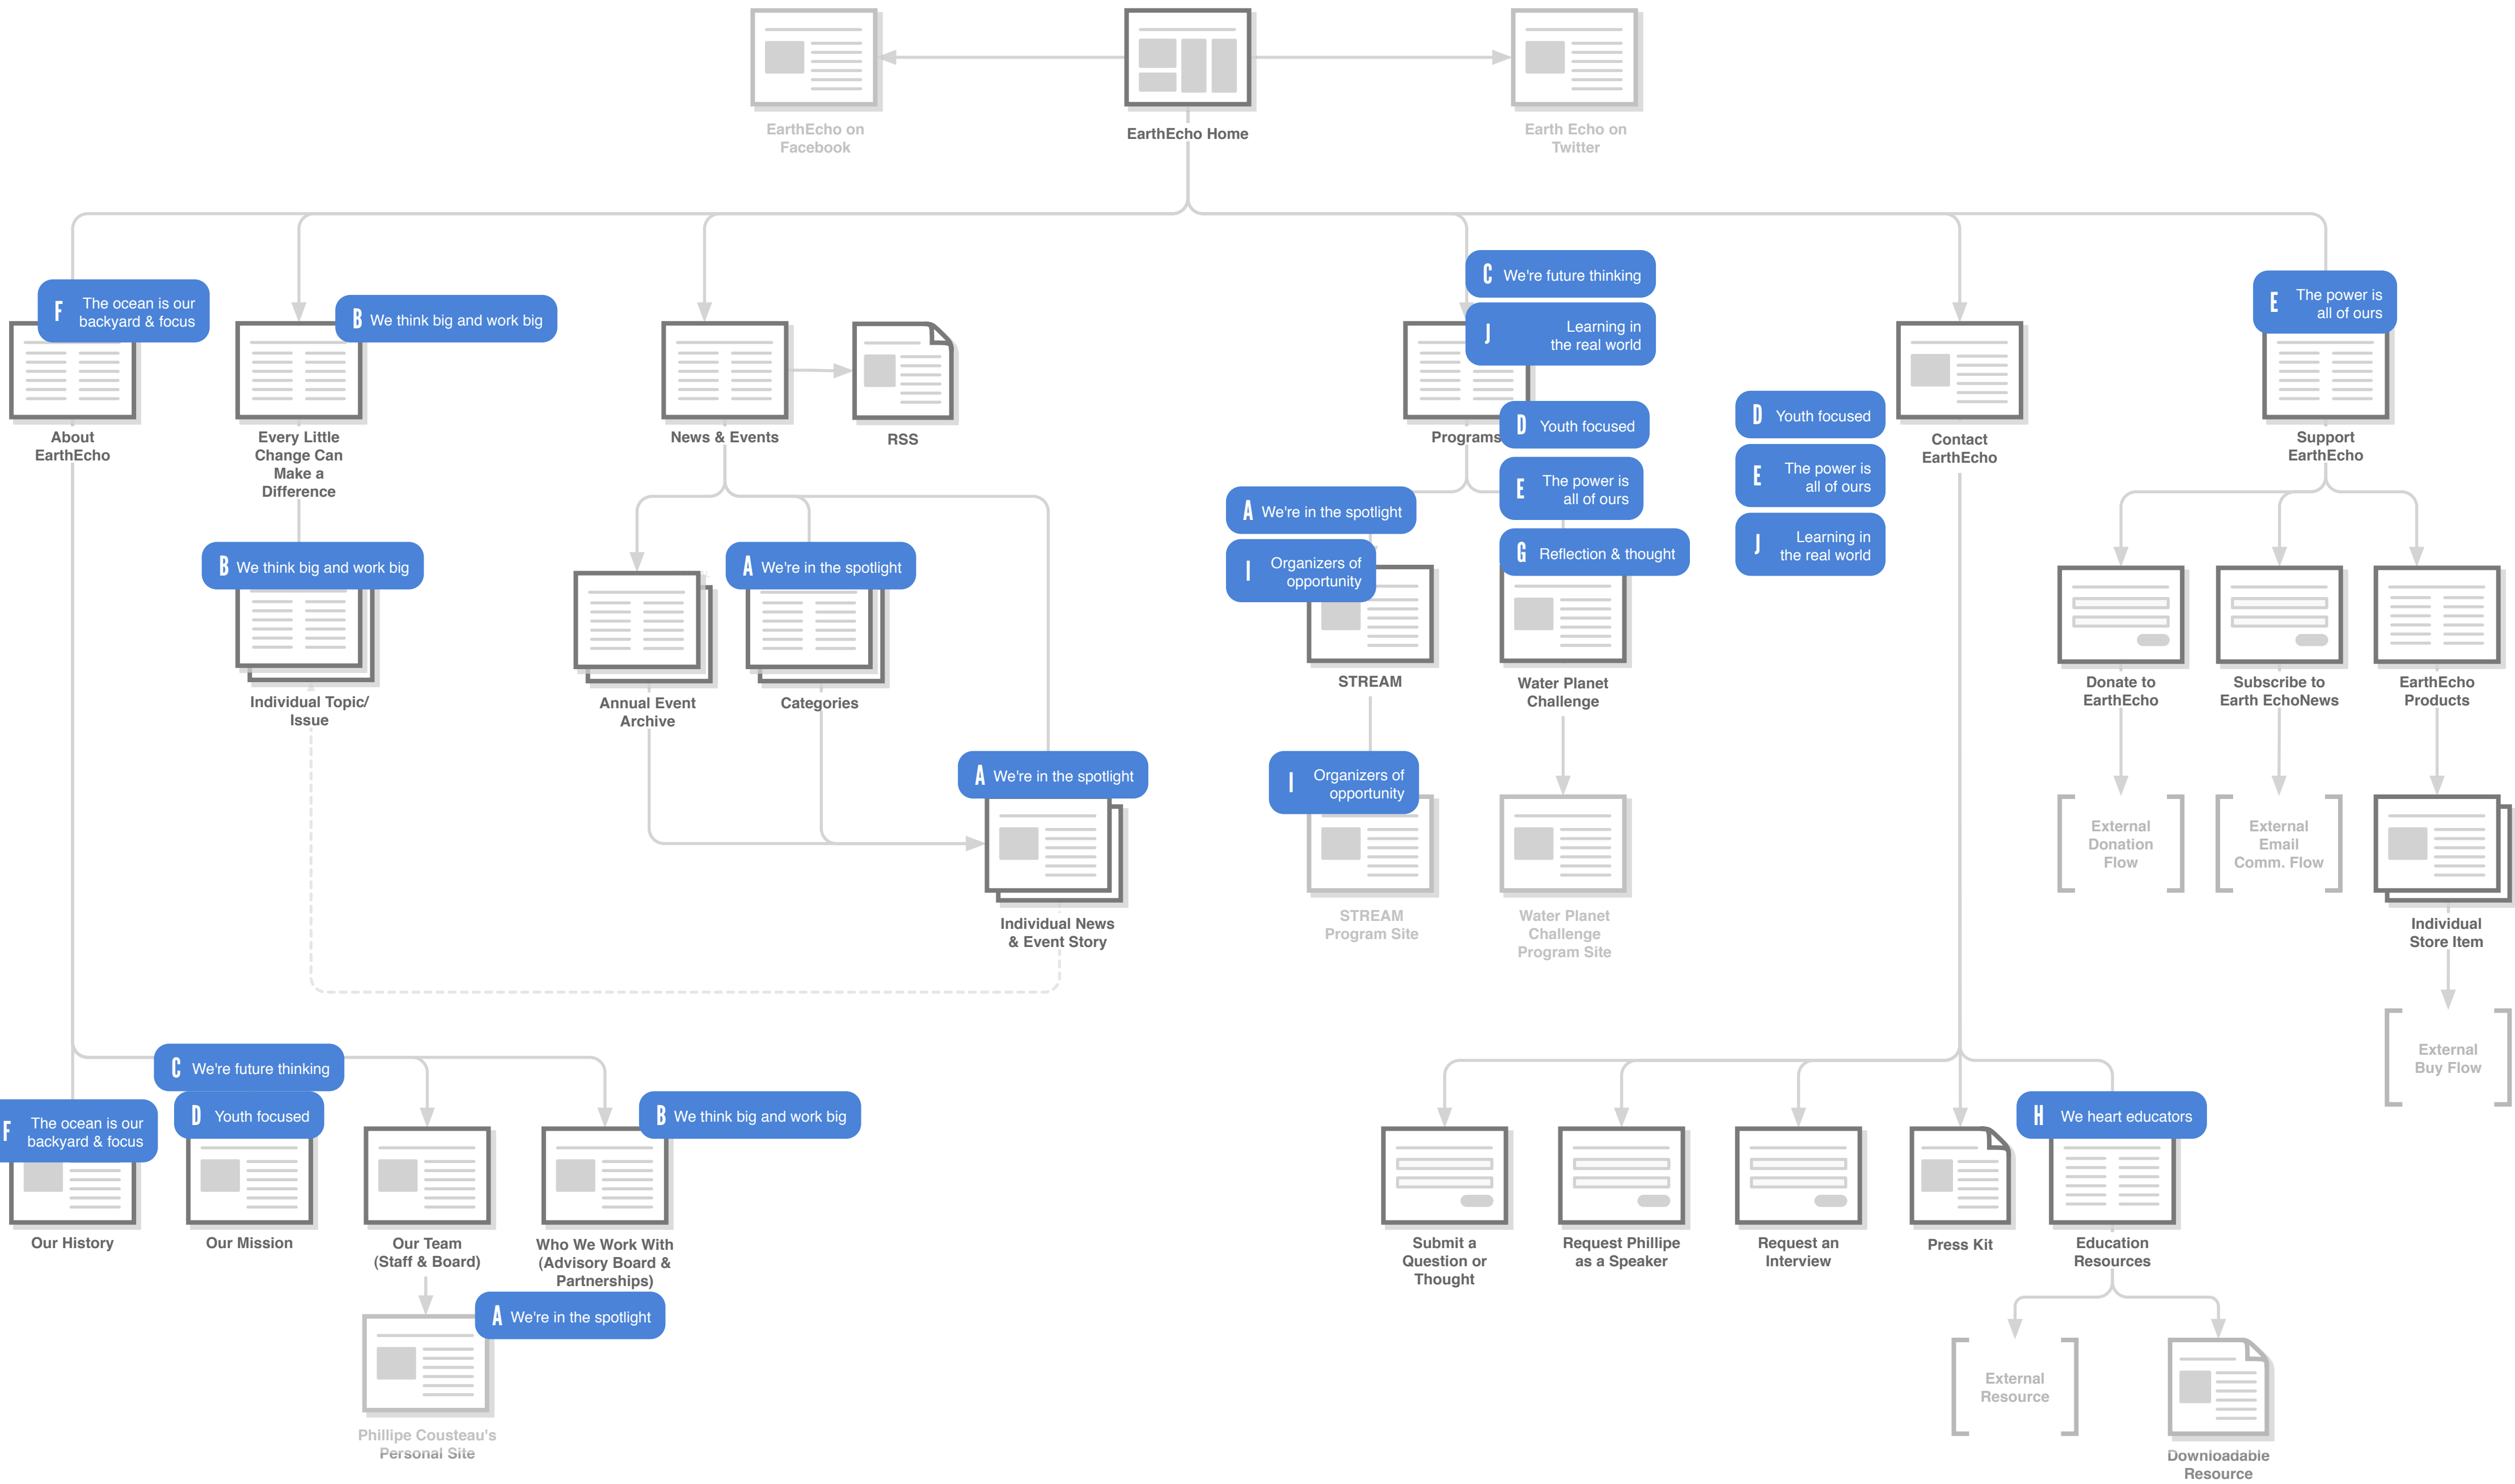 EarthEcho on
Facebook
EarthEcho Home
Earth Echo on
Twitter
F The ocean is our
backyard & focus
B We think big and work big
C We're future thinking
J Learning in
the real world
E The power is
all of ours
About
EarthEcho
Every Little
Change Can
Make a
Difference
News & Events
RSS
Programs
D Youth focused
E The power is
all of ours
G Reflection & thought
D Youth focused
E The power is
all of ours
J Learning in
the real world
Contact
EarthEcho
Support
EarthEcho
B We think big and work big
A We're in the spotlight
A We're in the spotlight
I Organizers of
opportunity
Individual Topic/
Issue
Annual Event
Archive
Categories
STREAM
Water Planet
Challenge
Donate to
EarthEcho
Subscribe to
Earth EchoNews
EarthEcho
Products
A We're in the spotlight
I Organizers of
opportunity
External
Donation
Flow
External
Email
Comm. Flow
Individual News
& Event Story
STREAM
Program Site
Water Planet
Challenge
Program Site
Individual
Store Item
External
Buy Flow
C We're future thinking
F The ocean is our
backyard & focus
D Youth focused
B We think big and work big
H We heart educators
Our History
Our Mission
Our Team
(Staff & Board)
Who We Work With
(Advisory Board &
Partnerships)
Submit a
Question or
Thought
Request Phillipe
as a Speaker
Request an
Interview
Press Kit
Education
Resources
A We're in the spotlight
Phillipe Cousteau's
Personal Site
External
Resource
Downloadable
Resource